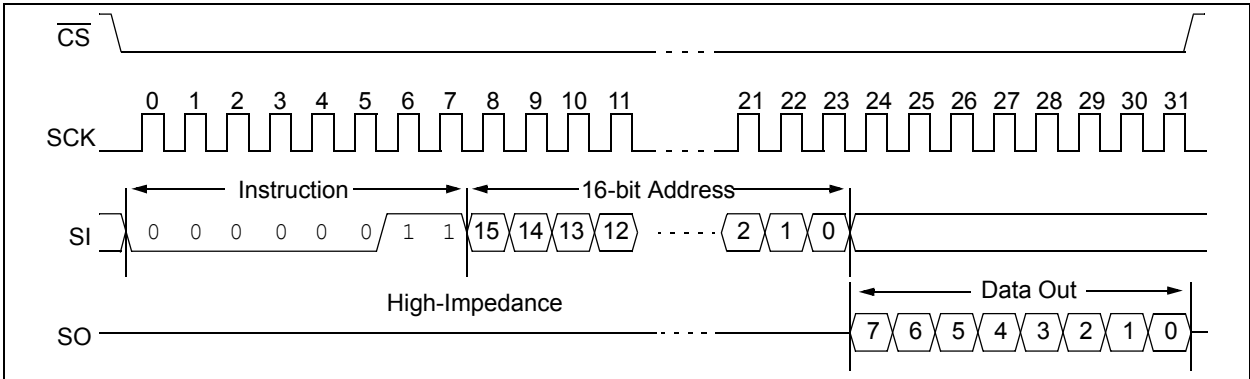 CS
0 1 2 3 4 5 6 7 8 9 10 11 21 22 23 24 25 26 27 28 29 30 31
SCK
Instruction 16-bit Address
SI 0 0 0 0 0 0 1 1 15 14 13 12 2 1 0
High-Impedance Data Out
SO 7 6 5 4 3 2 1 0